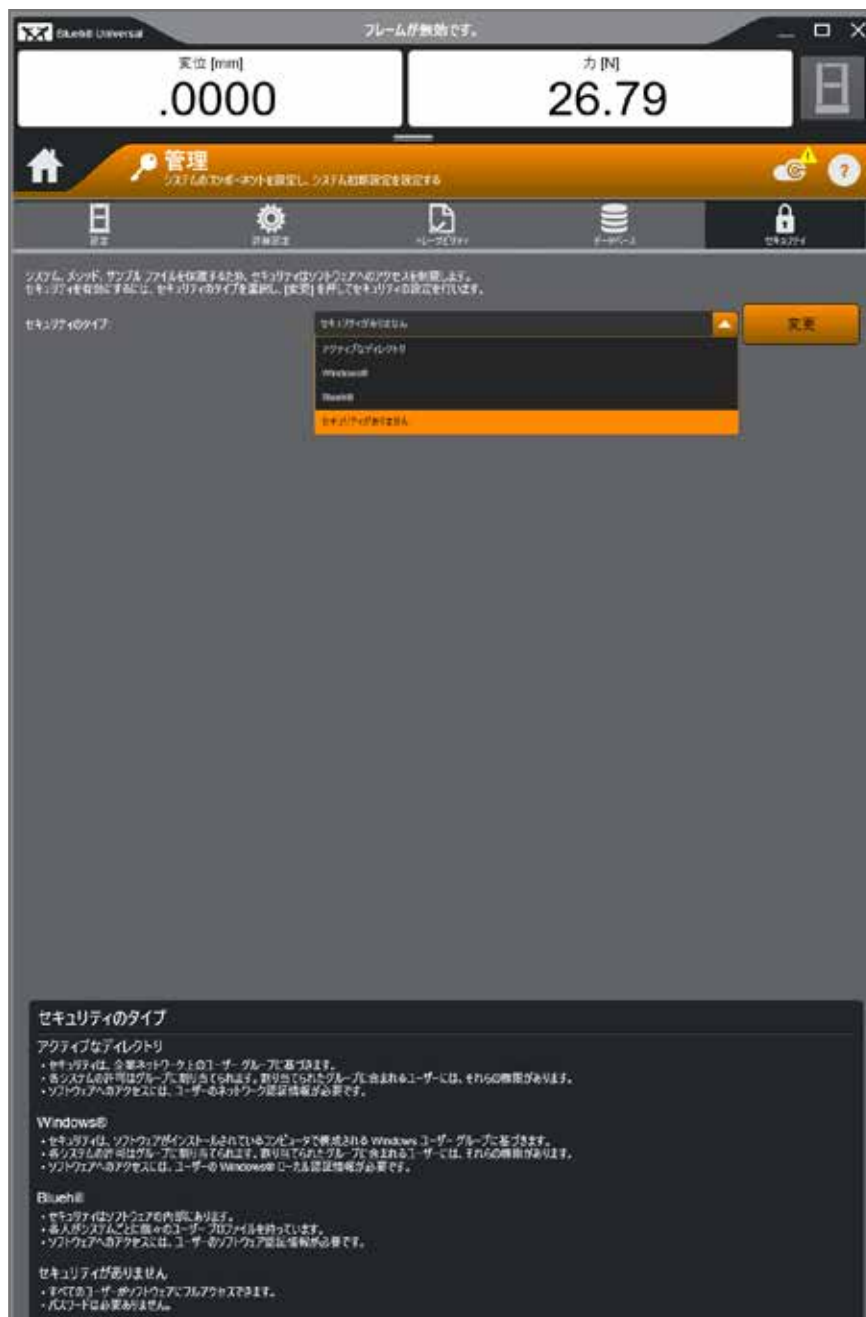 Bluehill Universal
フレームが無効です。
変位 [mm]
.0000
力 [N]
26.79
管理
システムのコンポーネントを設定し、システム初期設定を設定する
?
設定
詳細設定
トレーサビリティ
データベース
セキュリティ
システム、メソッド、サンプル ファイルを保護するため、セキュリティはソフトウェアへのアクセスを制限します。
セキュリティを有効にするには、セキュリティのタイプを選択し、[変更] を押してセキュリティの設定を行います。
セキュリティのタイプ:
セキュリティがありません
変更
アクティブなディレクトリ
Windows®
Bluehill
セキュリティがありません
セキュリティのタイプ
アクティブなディレクトリ
・セキュリティは、企業ネットワーク上のユーザー グループに基づきます。
・各システムの許可はグループに割り当てられます。割り当てられたグループに含まれるユーザーには、それらの権限があります。
・ソフトウェアへのアクセスには、ユーザーのネットワーク認証情報が必要です。
Windows®
・セキュリティは、ソフトウェアがインストールされているコンピュータで構成される Windows ユーザー グループに基づきます。
・各システムの許可はグループに割り当てられます。割り当てられたグループに含まれるユーザーには、それらの権限があります。
・ソフトウェアへのアクセスには、ユーザーの Windows® ローカル認証情報が必要です。
Bluehill
・セキュリティはソフトウェアの内部にあります。
・各人がシステムごとに個々のユーザー プロファイルを持っています。
・ソフトウェアへのアクセスには、ユーザーのソフトウェア認証情報が必要です。
セキュリティがありません
・すべてのユーザーがソフトウェアにフルアクセスできます。
・パスワードは必要ありません。